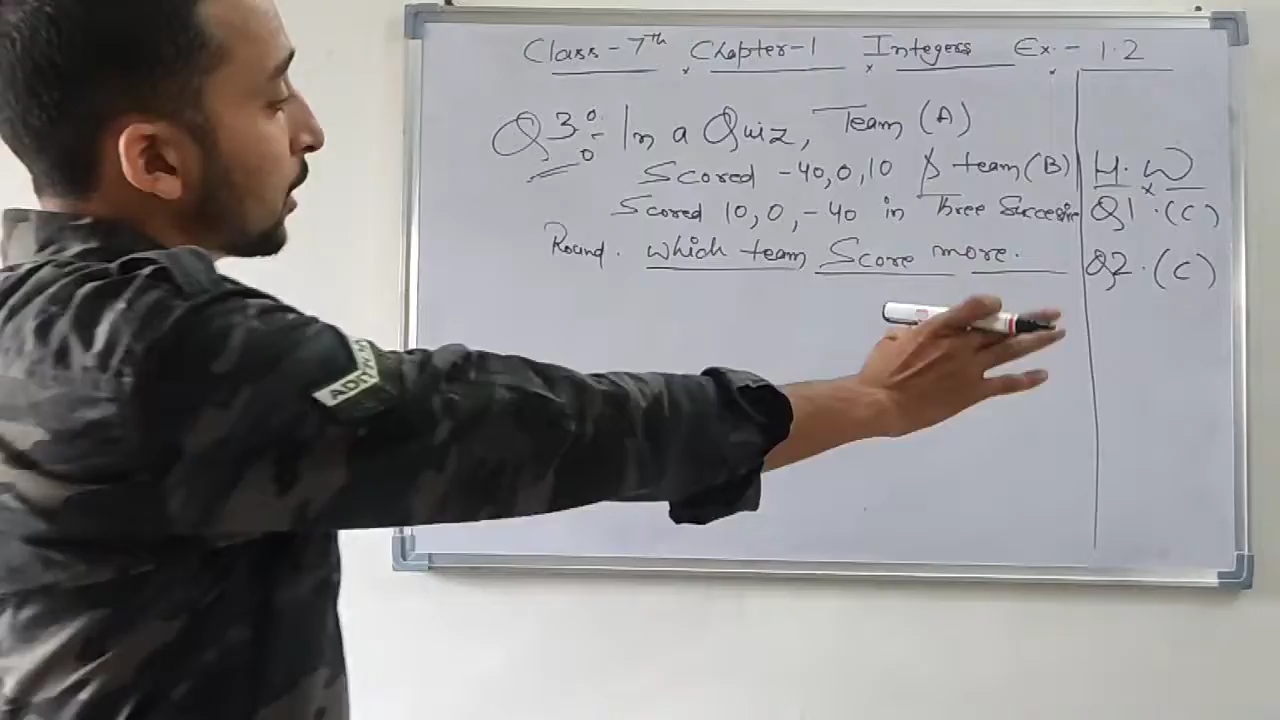 Class - 7th Chapter-1 Integers Ex. - 1.2
Q3:- In a Quiz, Team (A)
Scored -40, 0, 10 & team (B)
Scored 10, 0, -40 in Three Succesive
Round. which team Score more.
H.W
Q1.(C)
Q2.(C)